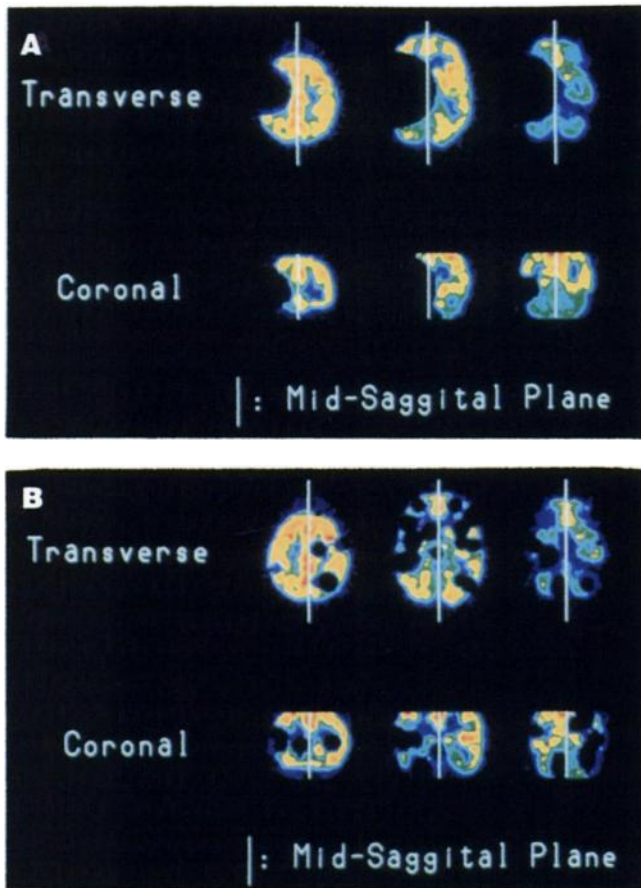 A
Transverse
Coronal
|: Mid-Saggital Plane
B
Transverse
Coronal
|: Mid-Saggital Plane